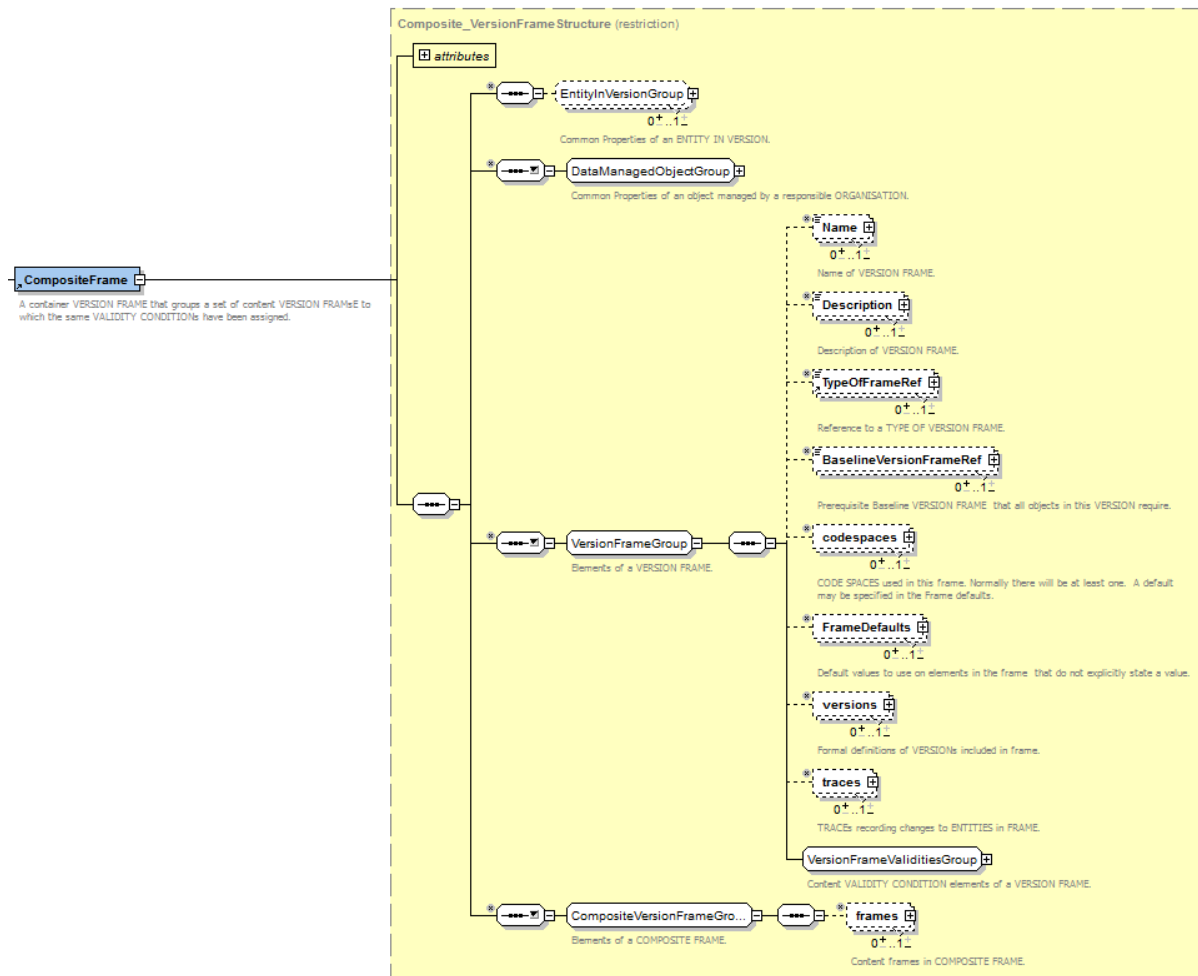 Composite_VersionFrameStructure (restriction)
attributes
EntityInVersionGroup
0..1
Common Properties of an ENTITY IN VERSION.
DataManagedObjectGroup
Common Properties of an object managed by a responsible ORGANISATION.
Name
0..1
Name of VERSION FRAME.
CompositeFrame
A container VERSION FRAME that groups a set of content VERSION FRAMsE to
which the same VALIDITY CONDITIONs have been assigned.
Description
0..1
Description of VERSION FRAME.
TypeOfFrameRef
0..1
Reference to a TYPE OF VERSION FRAME.
BaselineVersionFrameRef
0..1
Prerequisite Baseline VERSION FRAME that all objects in this VERSION require.
VersionFrameGroup
Elements of a VERSION FRAME.
codespaces
0..1
CODE SPACES used in this frame. Normally there will be at least one. A default
may be specified in the Frame defaults.
FrameDefaults
0..1
Default values to use on elements in the frame that do not explicitly state a value.
versions
0..1
Formal definitions of VERSIONs included in frame.
traces
0..1
TRACEs recording changes to ENTITIES in FRAME.
VersionFrameValiditiesGroup
Content VALIDITY CONDITION elements of a VERSION FRAME.
CompositeVersionFrameGro...
Elements of a COMPOSITE FRAME.
frames
0..1
Content frames in COMPOSITE FRAME.